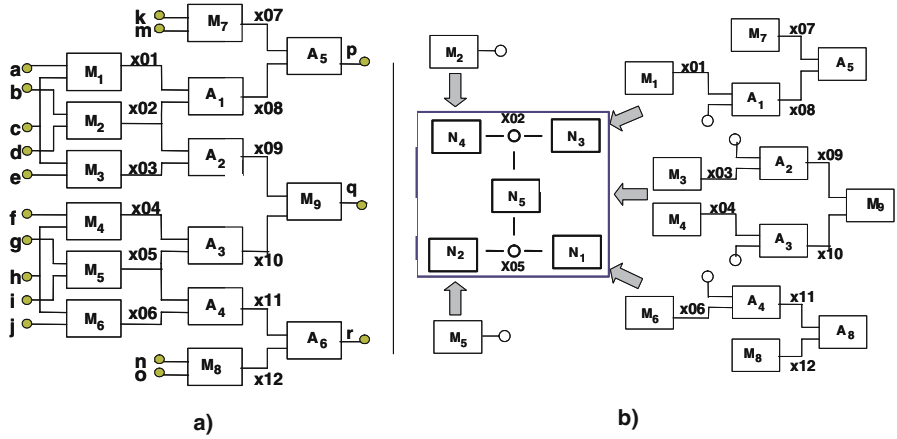 k
m
M7
x07
A5
p
a
b
c
d
e
M1
x01
M2
x02
M3
x03
A1
x08
A2
x09
M9
q
f
g
h
i
j
M4
x04
M5
x05
M6
x06
A3
x10
A4
x11
A6
r
n
o
M8
x12
a)
M2
N4
X02
N3
N5
N2
X05
N1
M5
M7
x07
A5
M1
x01
A1
x08
M3
x03
A2
x09
M9
M4
x04
A3
x10
M6
x06
A4
x11
A8
M8
x12
b)